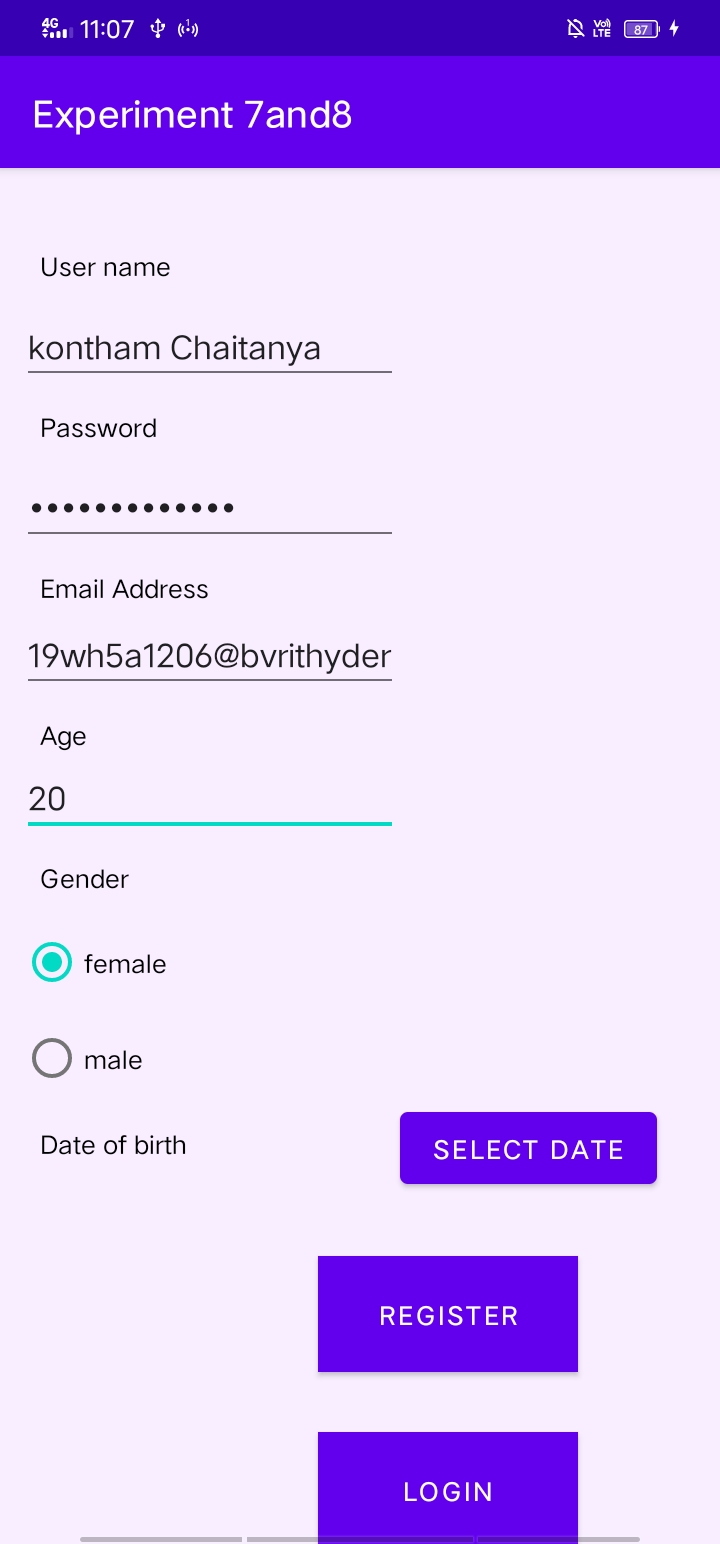 4G 11:07 Vo) LTE 87
Experiment 7and8
User name
kontham Chaitanya
Password
•••••••••••••
Email Address
19wh5a1206@bvrithyder
Age
20
Gender
female
male
Date of birth
SELECT DATE
REGISTER
LOGIN